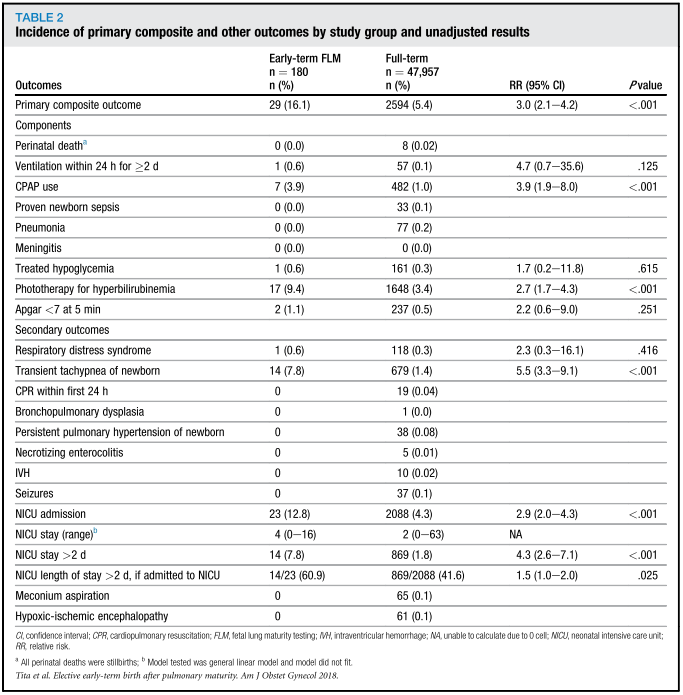 TABLE 2
Incidence of primary composite and other outcomes by study group and unadjusted results
Early-term FLM Full-term
n = 180 n = 47,957
Outcomes n (%) n (%) RR (95% CI) P value
Primary composite outcome 29 (16.1) 2594 (5.4) 3.0 (2.1–4.2) <.001
Components
Perinatal death^a 0 (0.0) 8 (0.02)
Ventilation within 24 h for ≥2 d 1 (0.6) 57 (0.1) 4.7 (0.7–35.6) .125
CPAP use 7 (3.9) 482 (1.0) 3.9 (1.9–8.0) <.001
Proven newborn sepsis 0 (0.0) 33 (0.1)
Pneumonia 0 (0.0) 77 (0.2)
Meningitis 0 (0.0) 0 (0.0)
Treated hypoglycemia 1 (0.6) 161 (0.3) 1.7 (0.2–11.8) .615
Phototherapy for hyperbilirubinemia 17 (9.4) 1648 (3.4) 2.7 (1.7–4.3) <.001
Apgar <7 at 5 min 2 (1.1) 237 (0.5) 2.2 (0.6–9.0) .251
Secondary outcomes
Respiratory distress syndrome 1 (0.6) 118 (0.3) 2.3 (0.3–16.1) .416
Transient tachypnea of newborn 14 (7.8) 679 (1.4) 5.5 (3.3–9.1) <.001
CPR within first 24 h 0 19 (0.04)
Bronchopulmonary dysplasia 0 1 (0.0)
Persistent pulmonary hypertension of newborn 0 38 (0.08)
Necrotizing enterocolitis 0 5 (0.01)
IVH 0 10 (0.02)
Seizures 0 37 (0.1)
NICU admission 23 (12.8) 2088 (4.3) 2.9 (2.0–4.3) <.001
NICU stay (range)^b 4 (0–16) 2 (0–63) NA
NICU stay >2 d 14 (7.8) 869 (1.8) 4.3 (2.6–7.1) <.001
NICU length of stay >2 d, if admitted to NICU 14/23 (60.9) 869/2088 (41.6) 1.5 (1.0–2.0) .025
Meconium aspiration 0 65 (0.1)
Hypoxic-ischemic encephalopathy 0 61 (0.1)
CI, confidence interval; CPR, cardiopulmonary resuscitation; FLM, fetal lung maturity testing; IVH, intraventricular hemorrhage; NA, unable to calculate due to 0 cell; NICU, neonatal intensive care unit;
RR, relative risk.
^a All perinatal deaths were stillbirths; ^b Model tested was general linear model and model did not fit.
Tita et al. Elective early-term birth after pulmonary maturity. Am J Obstet Gynecol 2018.